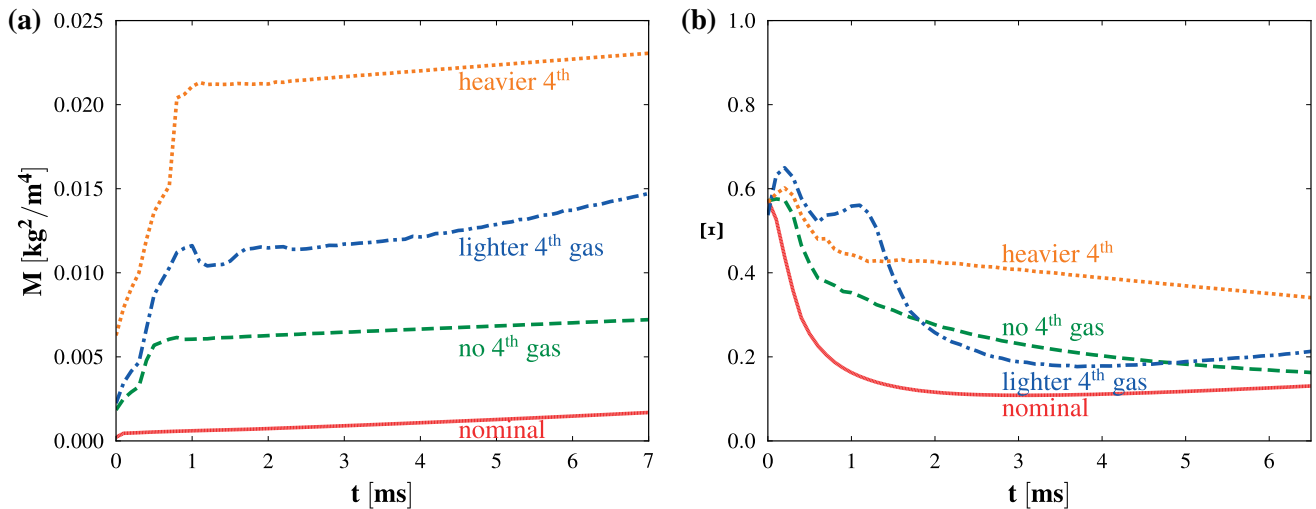 (a)
0.025
0.020
0.015
0.010
0.005
0.000
M [kg²/m⁴]
heavier 4ᵗʰ
lighter 4ᵗʰ gas
no 4ᵗʰ gas
nominal
0 1 2 3 4 5 6 7
t [ms]
(b)
1.0
0.8
0.6
0.4
0.2
0.0
Ξ
heavier 4ᵗʰ
no 4ᵗʰ gas
lighter 4ᵗʰ gas
nominal
0 1 2 3 4 5 6
t [ms]